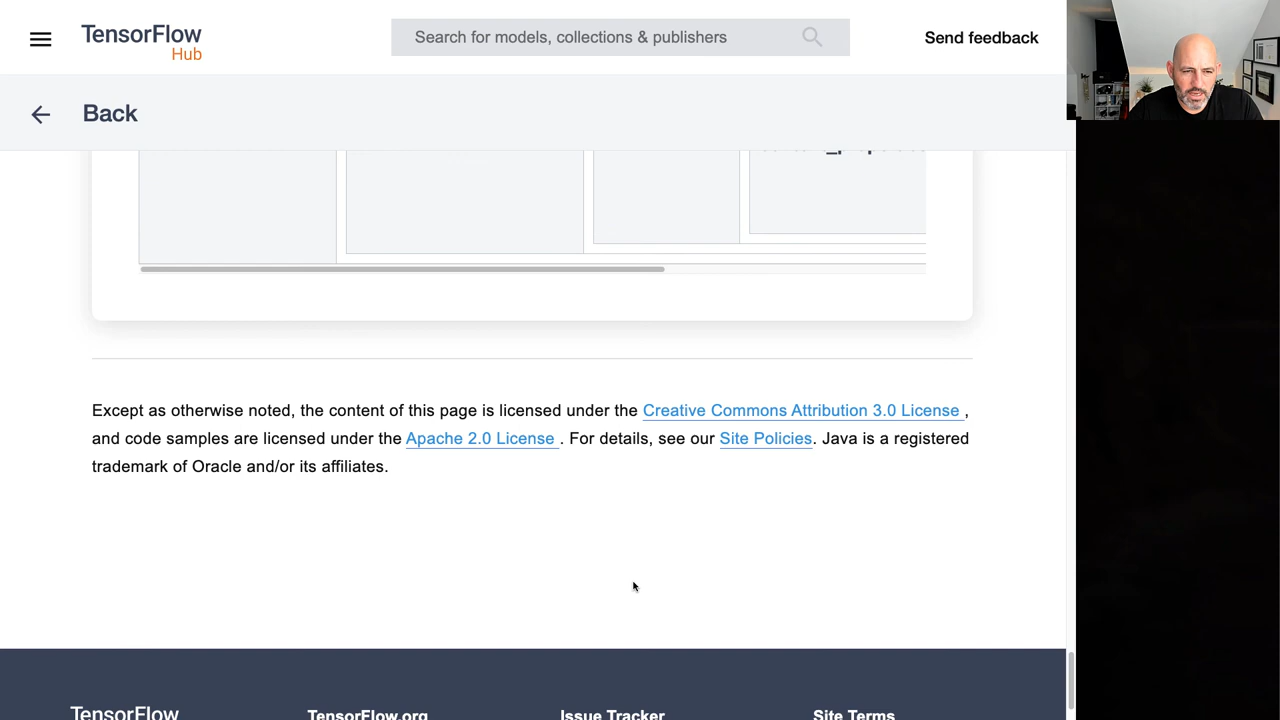 TensorFlow
Hub
Search for models, collections & publishers
Send feedback
Back
Except as otherwise noted, the content of this page is licensed under the Creative Commons Attribution 3.0 License ,
and code samples are licensed under the Apache 2.0 License . For details, see our Site Policies. Java is a registered
trademark of Oracle and/or its affiliates.
TensorFlow TensorFlow.org Issue Tracker Site Terms